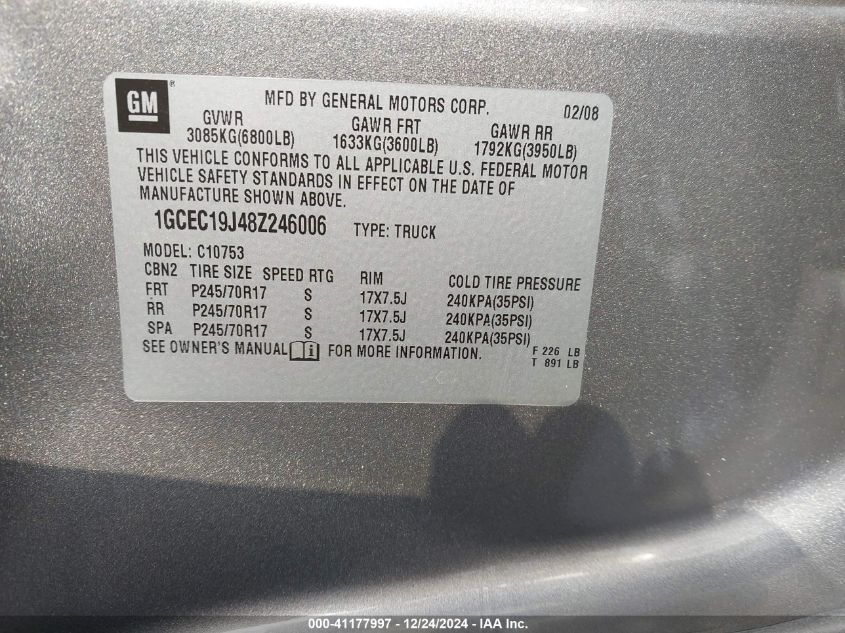 GM®
MFD BY GENERAL MOTORS CORP. 02/08
GVWR GAWR FRT GAWR RR
3085KG(6800LB) 1633KG(3600LB) 1792KG(3950LB)
THIS VEHICLE CONFORMS TO ALL APPLICABLE U.S. FEDERAL MOTOR
VEHICLE SAFETY STANDARDS IN EFFECT ON THE DATE OF
MANUFACTURE SHOWN ABOVE.
1GCEC19J48Z246006 TYPE: TRUCK
MODEL: C10753
CBN2 TIRE SIZE SPEED RTG RIM COLD TIRE PRESSURE
FRT P245/70R17 S 17X7.5J 240KPA(35PSI)
RR P245/70R17 S 17X7.5J 240KPA(35PSI)
SPA P245/70R17 S 17X7.5J 240KPA(35PSI)
SEE OWNER'S MANUAL i FOR MORE INFORMATION. F 226 LB
T 891 LB
000-41177997 - 12/24/2024 - IAA Inc.